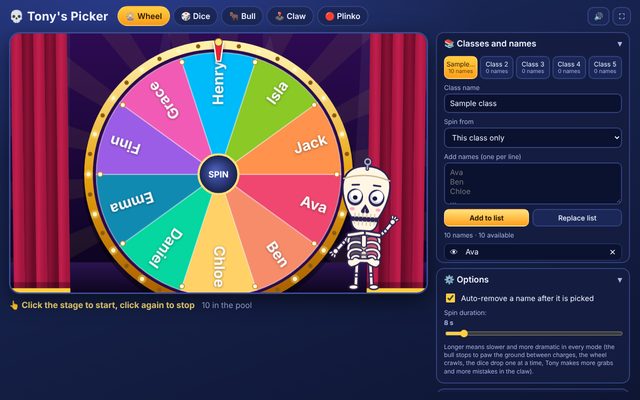 Tony's Picker
Wheel
Dice
Bull
Claw
Plinko
Henry
Isla
Jack
Ava
Ben
Chloe
Daniel
Emma
Finn
Grace
SPIN
Click the stage to start, click again to stop
10 in the pool
Classes and names
Sample...
10 names
Class 2
0 names
Class 3
0 names
Class 4
0 names
Class 5
0 names
Class name
Sample class
Spin from
This class only
Add names (one per line)
Ava
Ben
Chloe
...
Add to list
Replace list
10 names · 10 available
Ava
Options
Auto-remove a name after it is picked
Spin duration:
8 s
Longer means slower and more dramatic in every mode (the
bull stops to paw the ground between charges, the wheel
crawls, the dice drop one at a time, Tony makes more grabs
and more mistakes in the claw).